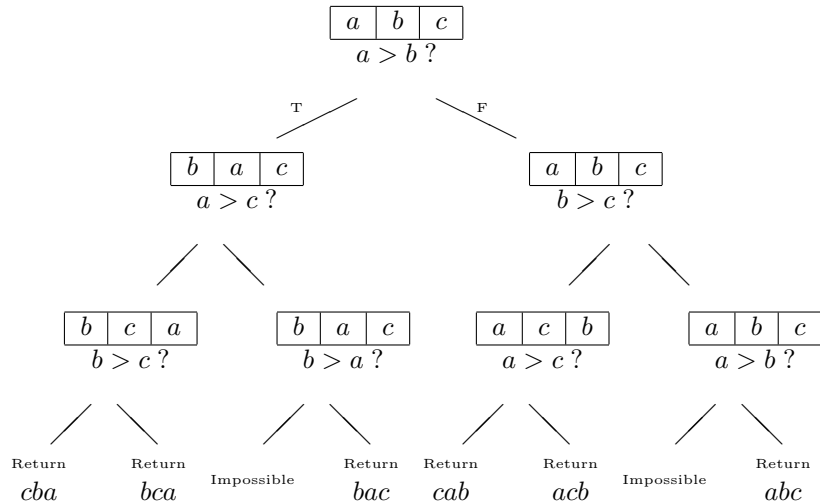 a b c
a > b ?
T F
b a c a b c
a > c ? b > c ?
b c a b a c a c b a b c
b > c ? b > a ? a > c ? a > b ?
Return Return Impossible Return Return Return Impossible Return
cba bca bac cab acb abc